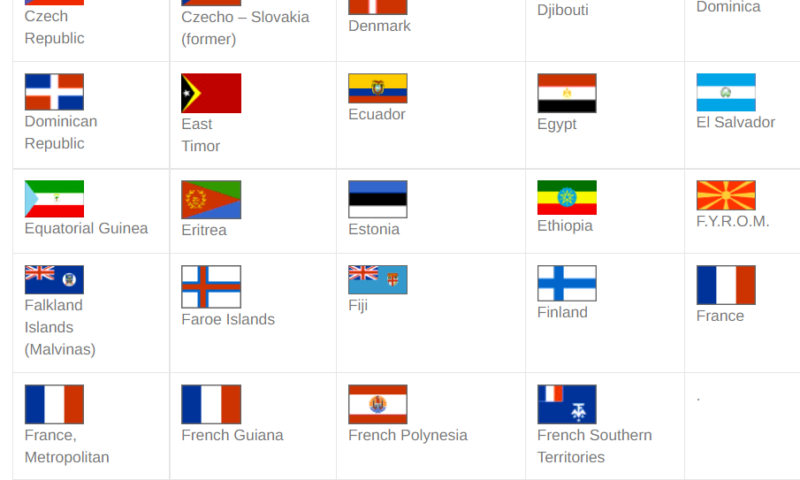 Czech
Republic
Czecho – Slovakia
(former)
Denmark
Djibouti
Dominica
Dominican
Republic
East
Timor
Ecuador
Egypt
El Salvador
Equatorial Guinea
Eritrea
Estonia
Ethiopia
F.Y.R.O.M.
Falkland
Islands
(Malvinas)
Faroe Islands
Fiji
Finland
France
France,
Metropolitan
French Guiana
French Polynesia
French Southern
Territories
.